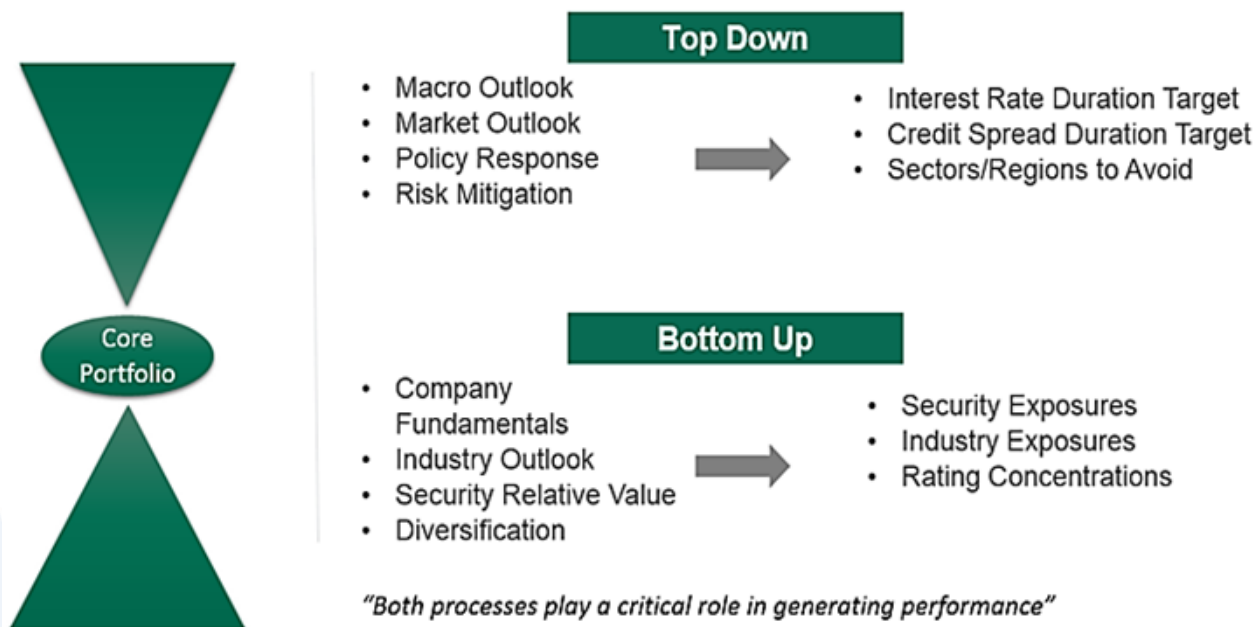 Top Down
• Macro Outlook
• Market Outlook
• Policy Response
• Risk Mitigation
• Interest Rate Duration Target
• Credit Spread Duration Target
• Sectors/Regions to Avoid
Core
Portfolio
Bottom Up
• Company
Fundamentals
• Industry Outlook
• Security Relative Value
• Diversification
• Security Exposures
• Industry Exposures
• Rating Concentrations
“Both processes play a critical role in generating performance”